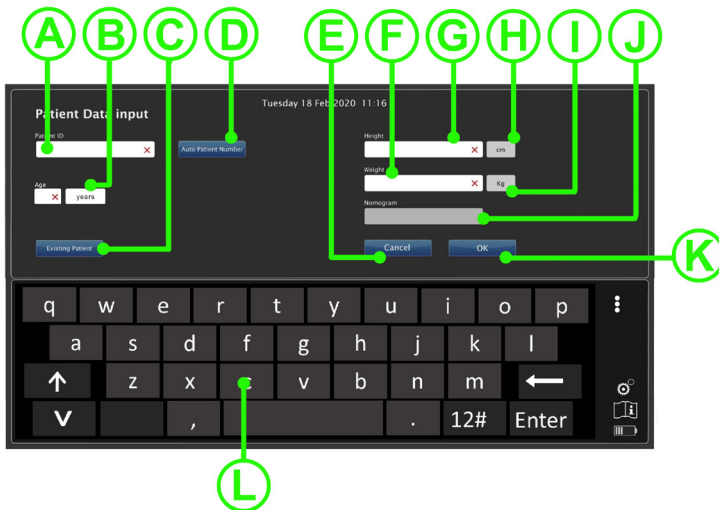 A B C D E F G H I J
Tuesday 18 Feb 2020 11:16
Patient Data input
Patient ID
Auto Patient Number
Height
cm
Weight
Kg
Age
years
Nomogram
Existing Patient
Cancel
OK
K
q w e r t y u i o p
a s d f g h j k l
z x c v b n m
, . 12# Enter
L